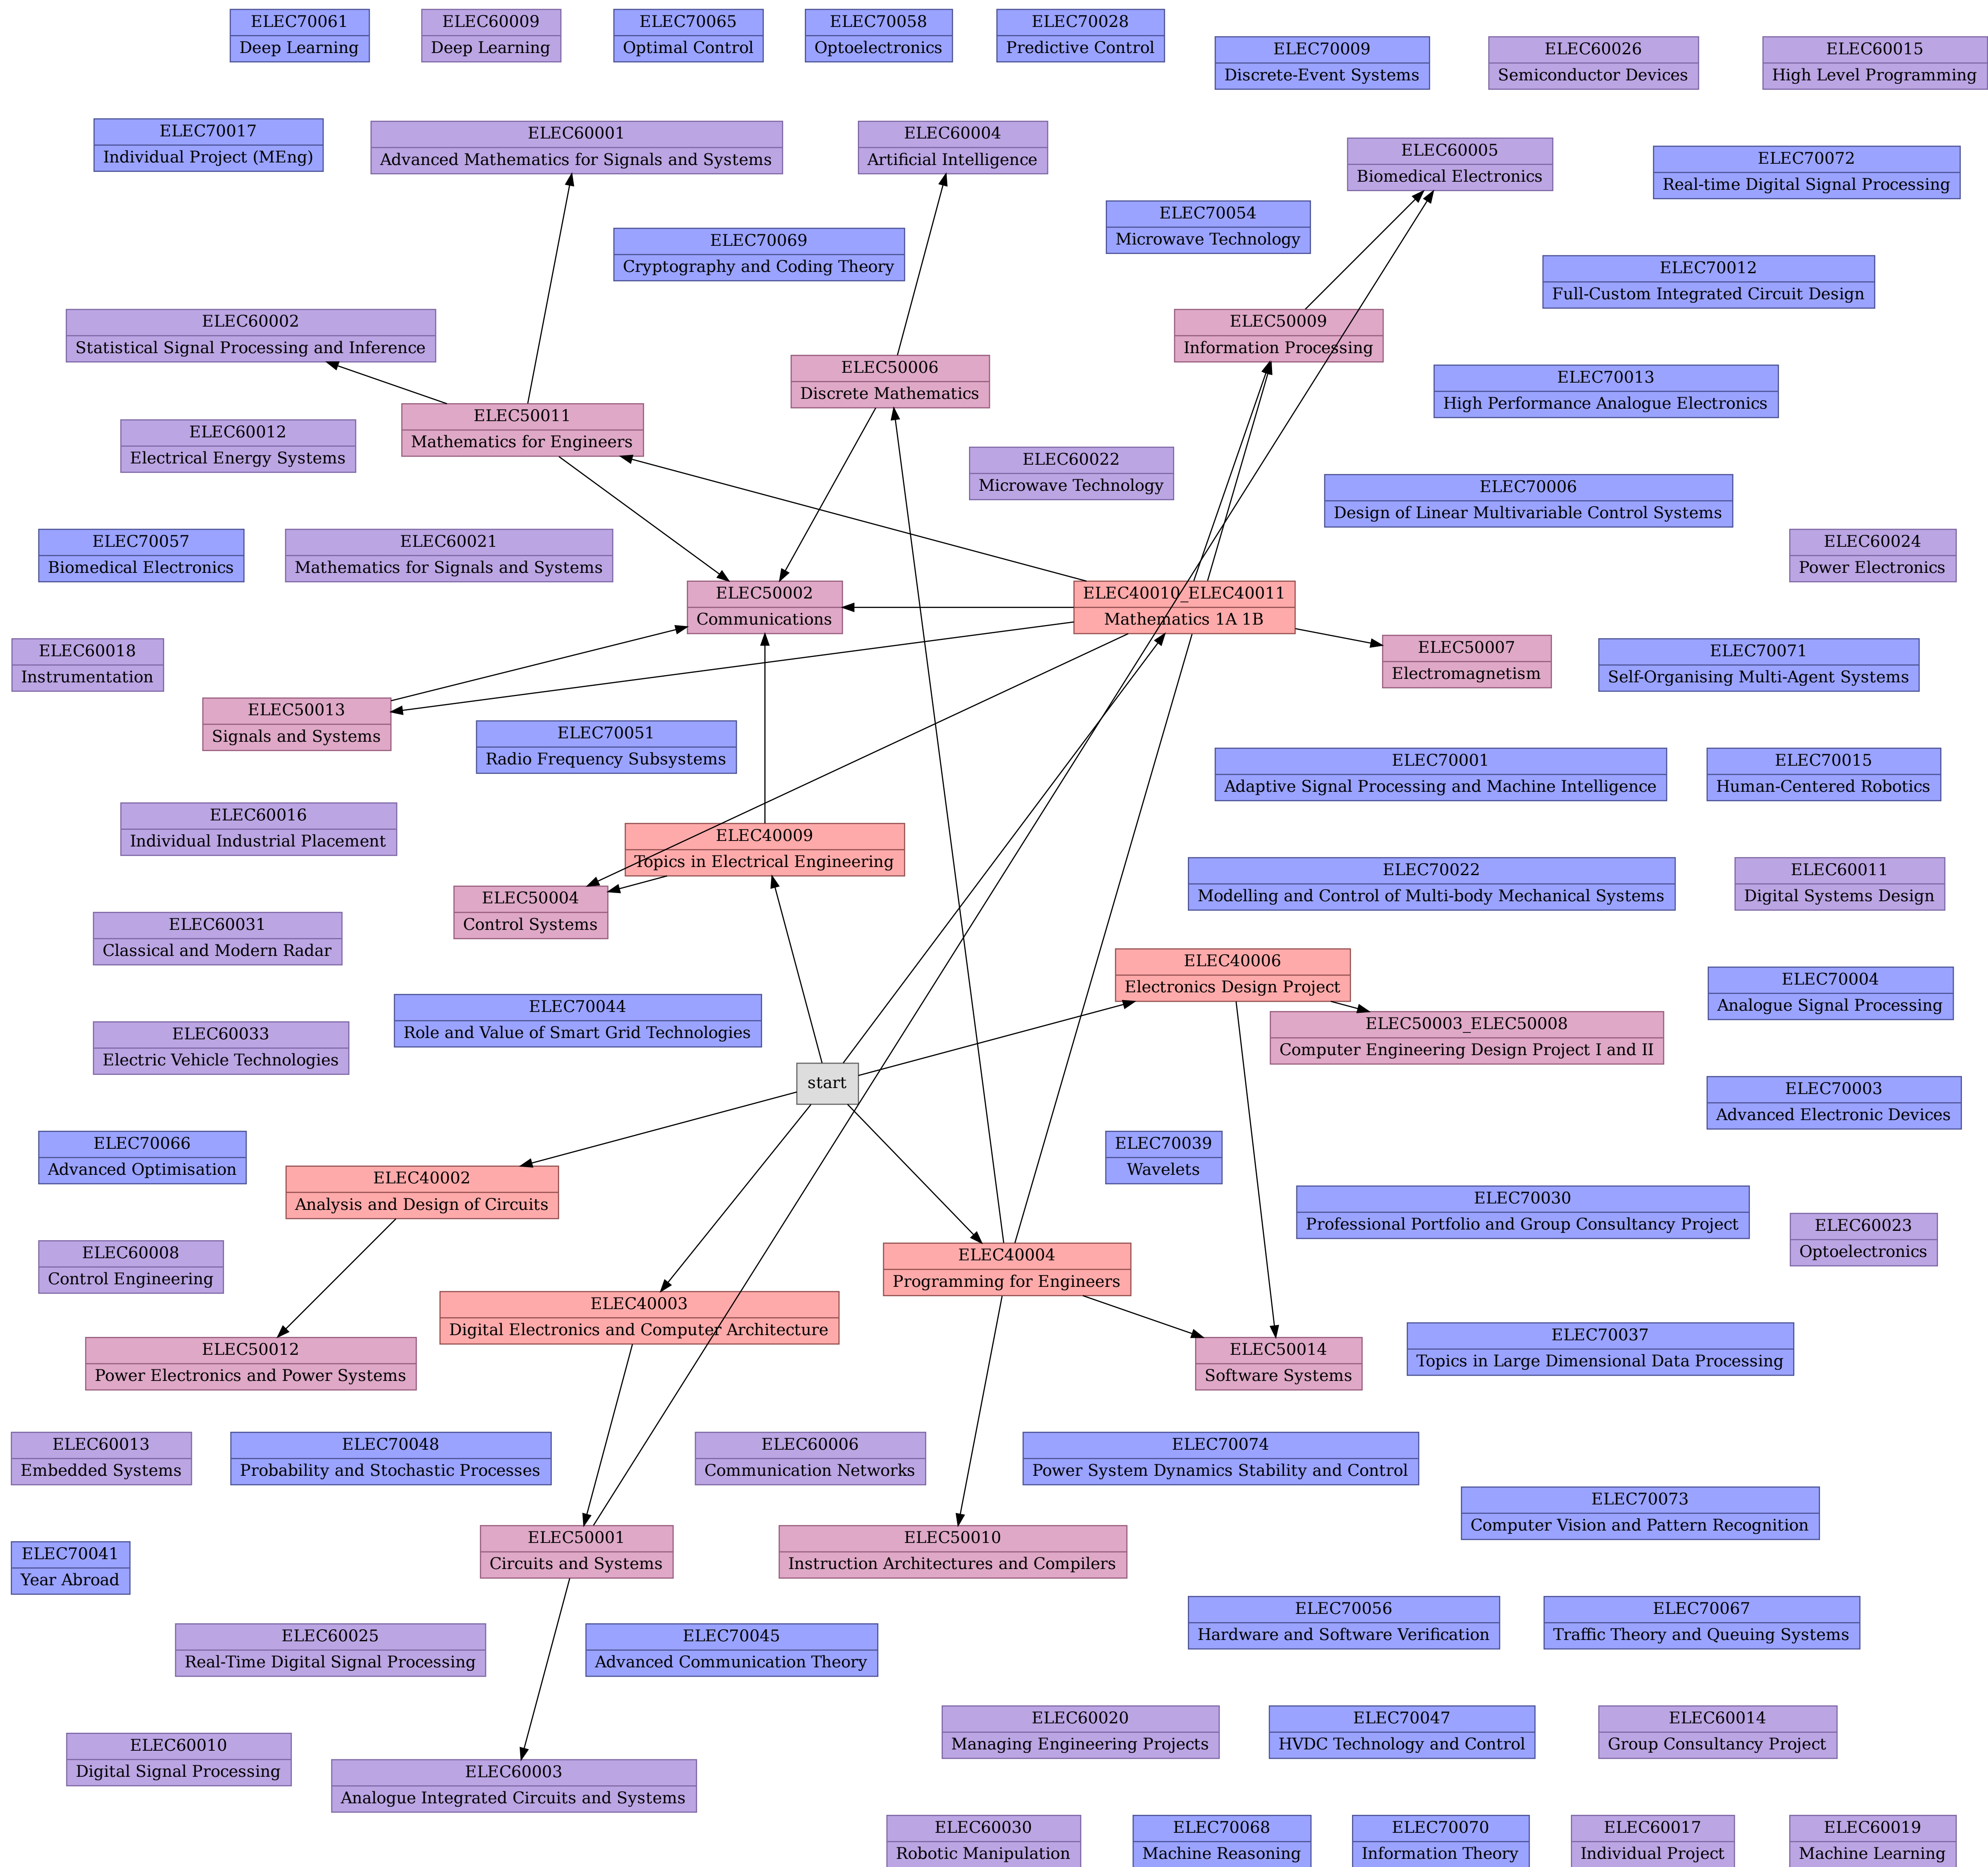 ELEC70061
Deep Learning
ELEC60009
Deep Learning
ELEC70065
Optimal Control
ELEC70058
Optoelectronics
ELEC70028
Predictive Control
ELEC70009
Discrete-Event Systems
ELEC60026
Semiconductor Devices
ELEC60015
High Level Programming
ELEC70017
Individual Project (MEng)
ELEC60001
Advanced Mathematics for Signals and Systems
ELEC60004
Artificial Intelligence
ELEC60005
Biomedical Electronics
ELEC70072
Real-time Digital Signal Processing
ELEC70054
Microwave Technology
ELEC70069
Cryptography and Coding Theory
ELEC70012
Full-Custom Integrated Circuit Design
ELEC60002
Statistical Signal Processing and Inference
ELEC50009
Information Processing
ELEC50006
Discrete Mathematics
ELEC70013
High Performance Analogue Electronics
ELEC50011
Mathematics for Engineers
ELEC60012
Electrical Energy Systems
ELEC60022
Microwave Technology
ELEC70006
Design of Linear Multivariable Control Systems
ELEC70057
Biomedical Electronics
ELEC60021
Mathematics for Signals and Systems
ELEC60024
Power Electronics
ELEC50002
Communications
ELEC40010_ELEC40011
Mathematics 1A 1B
ELEC60018
Instrumentation
ELEC50007
Electromagnetism
ELEC70071
Self-Organising Multi-Agent Systems
ELEC50013
Signals and Systems
ELEC70051
Radio Frequency Subsystems
ELEC70001
Adaptive Signal Processing and Machine Intelligence
ELEC70015
Human-Centered Robotics
ELEC60016
Individual Industrial Placement
ELEC40009
Topics in Electrical Engineering
ELEC70022
Modelling and Control of Multi-body Mechanical Systems
ELEC60011
Digital Systems Design
ELEC50004
Control Systems
ELEC60031
Classical and Modern Radar
ELEC40006
Electronics Design Project
ELEC70004
Analogue Signal Processing
ELEC70044
Role and Value of Smart Grid Technologies
ELEC50003_ELEC50008
Computer Engineering Design Project I and II
ELEC60033
Electric Vehicle Technologies
start
ELEC70003
Advanced Electronic Devices
ELEC70066
Advanced Optimisation
ELEC70039
Wavelets
ELEC40002
Analysis and Design of Circuits
ELEC70030
Professional Portfolio and Group Consultancy Project
ELEC60023
Optoelectronics
ELEC60008
Control Engineering
ELEC40004
Programming for Engineers
ELEC40003
Digital Electronics and Computer Architecture
ELEC70037
Topics in Large Dimensional Data Processing
ELEC50012
Power Electronics and Power Systems
ELEC50014
Software Systems
ELEC60013
Embedded Systems
ELEC70048
Probability and Stochastic Processes
ELEC60006
Communication Networks
ELEC70074
Power System Dynamics Stability and Control
ELEC70073
Computer Vision and Pattern Recognition
ELEC50001
Circuits and Systems
ELEC50010
Instruction Architectures and Compilers
ELEC70041
Year Abroad
ELEC70056
Hardware and Software Verification
ELEC70067
Traffic Theory and Queuing Systems
ELEC60025
Real-Time Digital Signal Processing
ELEC70045
Advanced Communication Theory
ELEC60020
Managing Engineering Projects
ELEC70047
HVDC Technology and Control
ELEC60014
Group Consultancy Project
ELEC60010
Digital Signal Processing
ELEC60003
Analogue Integrated Circuits and Systems
ELEC60030
Robotic Manipulation
ELEC70068
Machine Reasoning
ELEC70070
Information Theory
ELEC60017
Individual Project
ELEC60019
Machine Learning